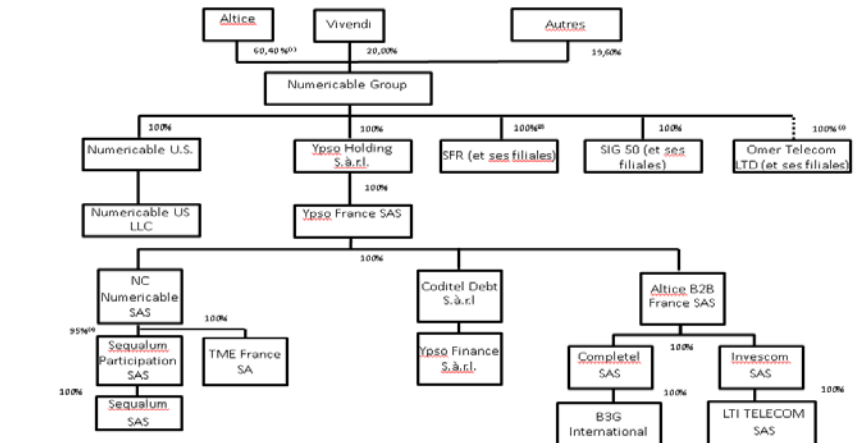 Altice
Vivendi
Autres
60,40%⁽¹⁾
20,00%
19,60%
Numericable Group
100%
100%
100%⁽²⁾
100%
100%⁽³⁾
Numericable U.S.
Ypso Holding
S.à.r.l.
SFR (et ses filiales)
SIG 50 (et ses
filiales)
Omer Telecom
LTD (et ses filiales)
100%
Numericable US
LLC
Ypso France SAS
100%
NC
Numericable
SAS
Coditel Debt
S.à.r.l
Altice B2B
France SAS
95%⁽⁴⁾
100%
100%
Sequalum
Participation
SAS
TME France
SA
Ypso Finance
S.à.r.l.
Completel
SAS
Invescom
SAS
100%
100%
100%
Sequalum
SAS
B3G
International
LTI TELECOM
SAS